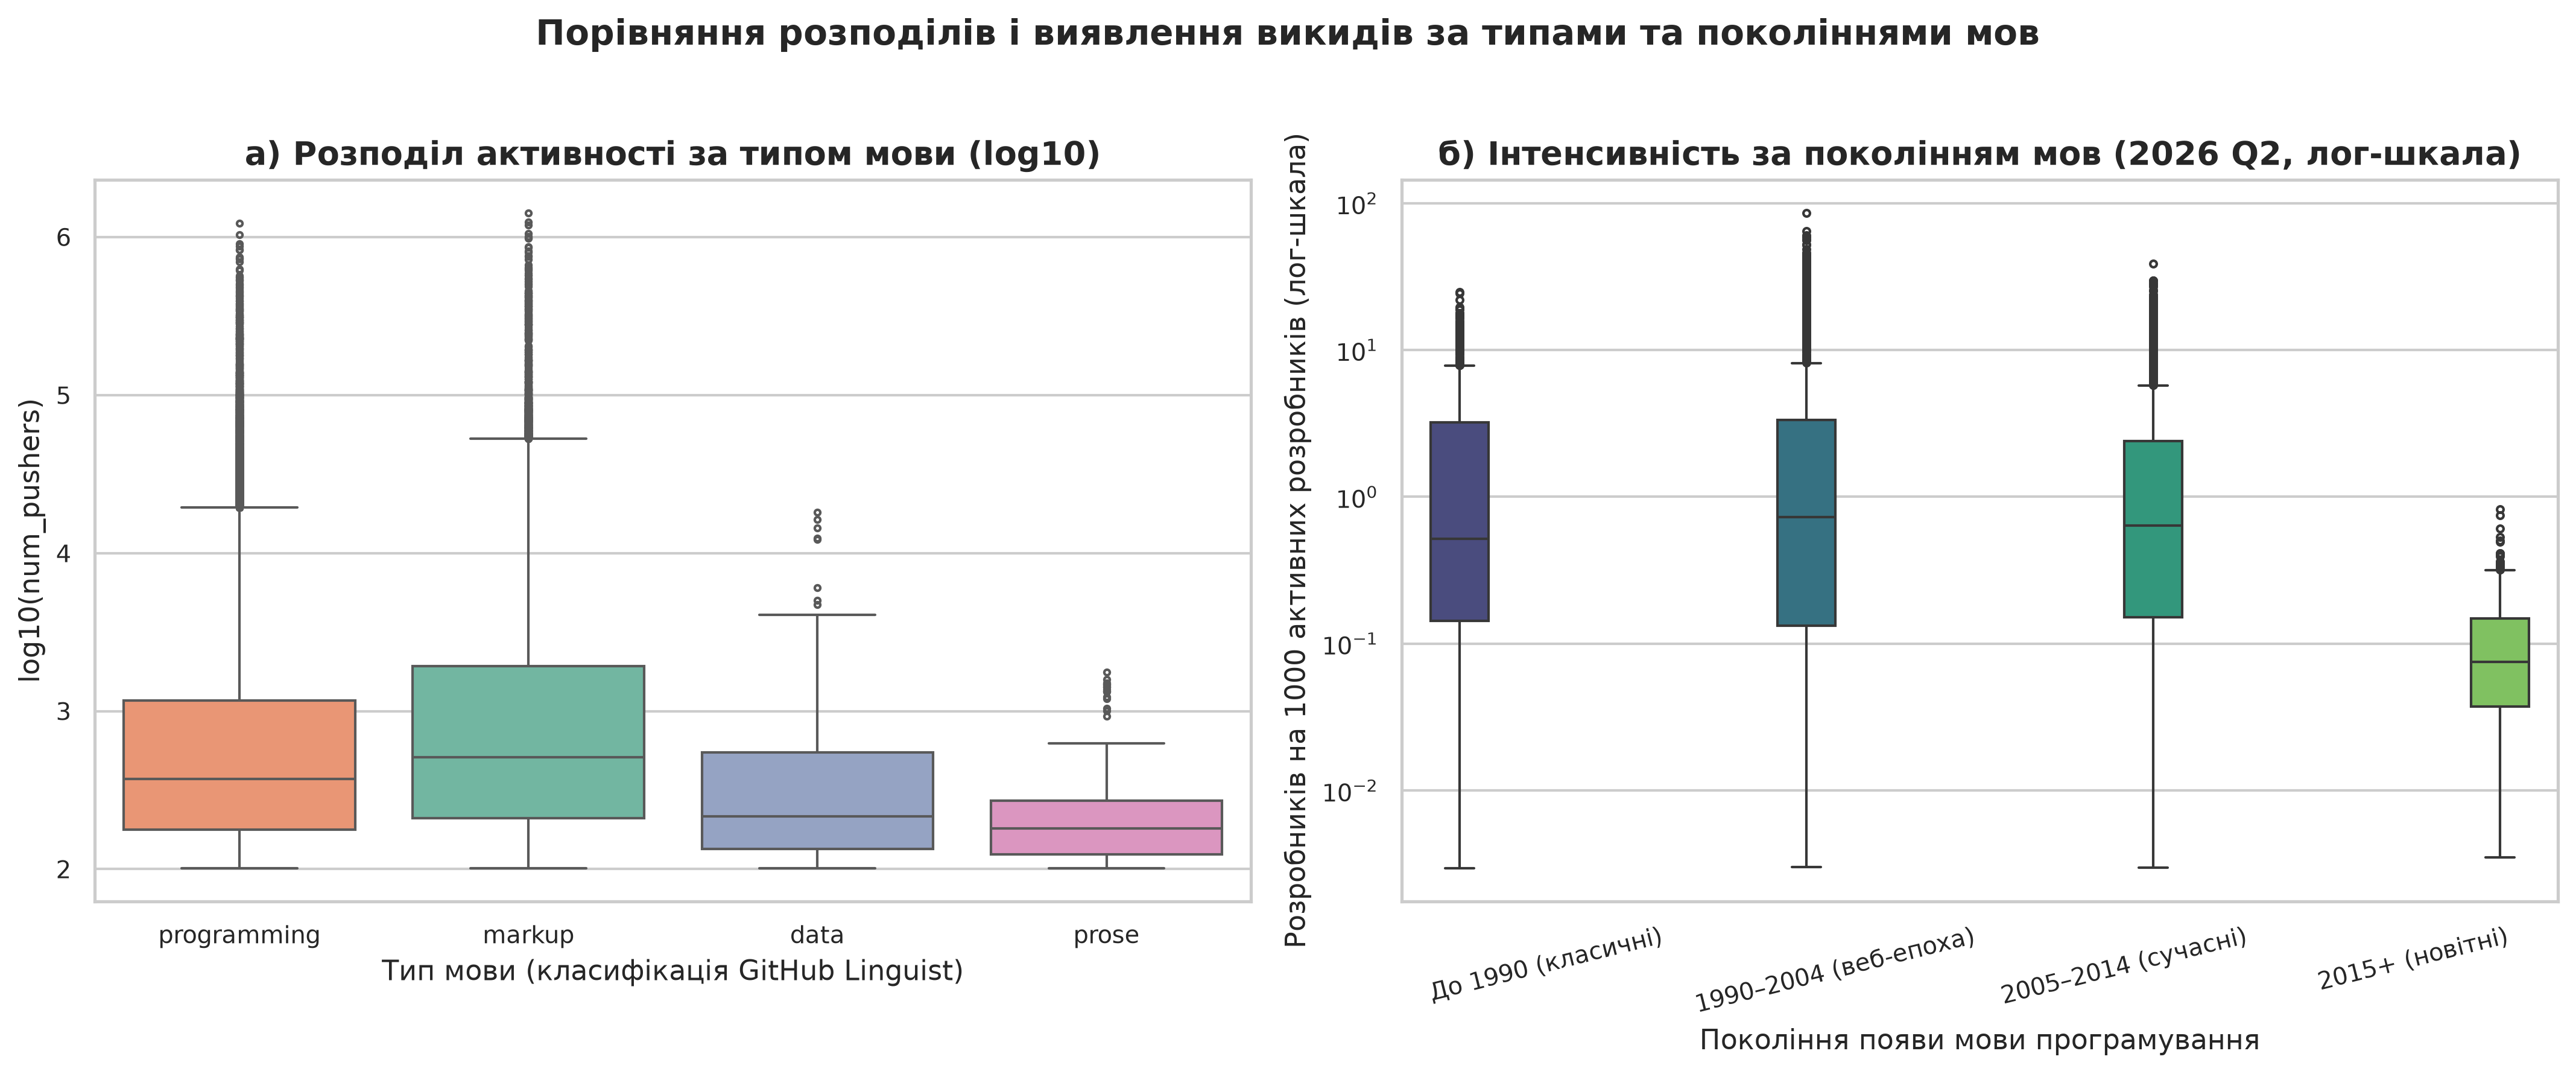 Порівняння розподілів і виявлення викидів за типами та поколіннями мов
а) Розподіл активності за типом мови (log10)
log10(num_pushers)
6
5
4
3
2
programming
markup
data
prose
Тип мови (класифікація GitHub Linguist)
б) Інтенсивність за поколінням мов (2026 Q2, лог-шкала)
Розробників на 1000 активних розробників (лог-шкала)
10²
10¹
10⁰
10⁻¹
10⁻²
До 1990 (класичні)
1990–2004 (веб-епоха)
2005–2014 (сучасні)
2015+ (новітні)
Покоління появи мови програмування